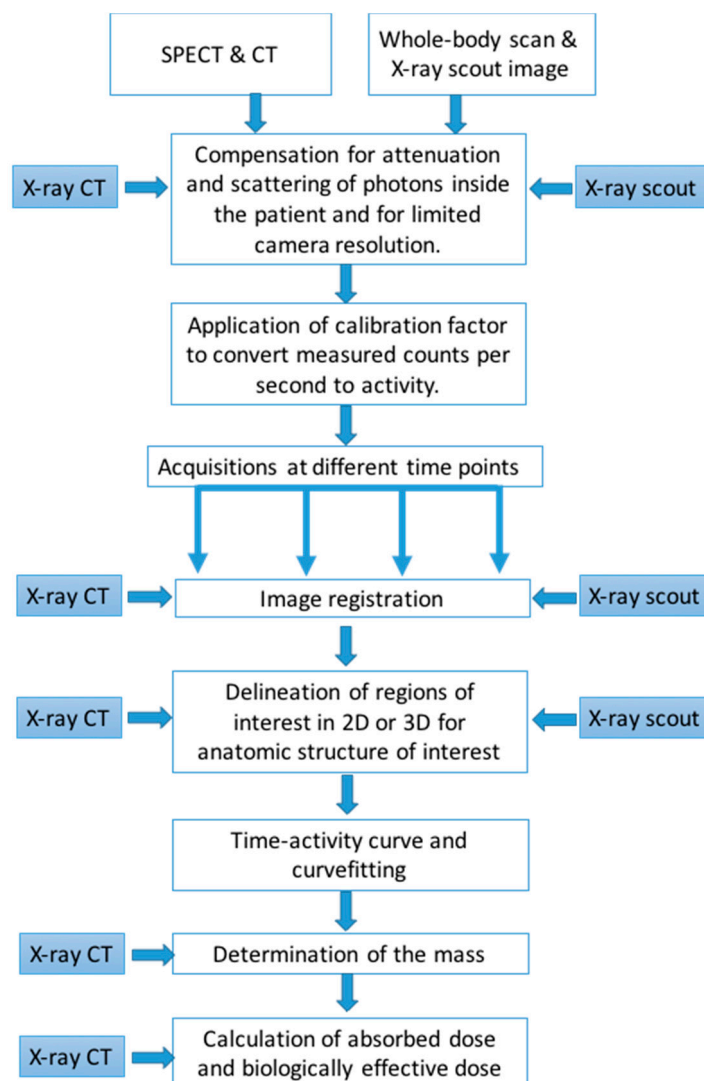 SPECT & CT
Whole-body scan &
X-ray scout image
X-ray CT
Compensation for attenuation
and scattering of photons inside
the patient and for limited
camera resolution.
X-ray scout
Application of calibration factor
to convert measured counts per
second to activity.
Acquisitions at different time points
X-ray CT
Image registration
X-ray scout
X-ray CT
Delineation of regions of
interest in 2D or 3D for
anatomic structure of interest
X-ray scout
Time-activity curve and
curvefitting
X-ray CT
Determination of the mass
X-ray CT
Calculation of absorbed dose
and biologically effective dose